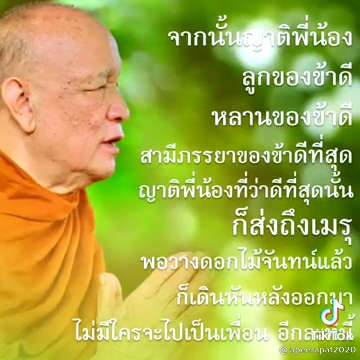 จากนั้นญาติพี่น้อง
ลูกของข้าดี
หลานของข้าดี
สามีภรรยาของข้าดีที่สุด
ญาติพี่น้องที่ว่าดีที่สุดนั้น
ก็ส่งถึงเมรุ
พอวางดอกไม้จันทน์แล้ว
ก็เดินหันหลังออกมา
ไม่มีใครจะไปเป็นเพื่อน
TikTok